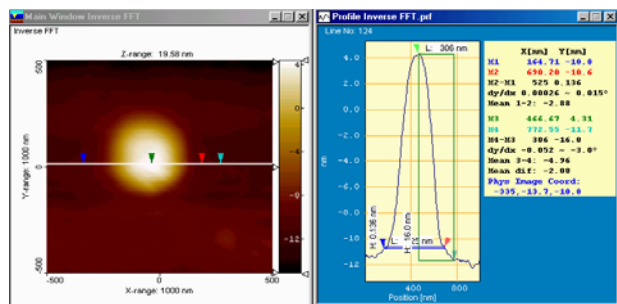 Main Window Inverse FFT
Inverse FFT
Z-range: 19.58 nm
Y-range: 1000 nm
500
0
-500
-500
0
500
X-range: 1000 nm
4
0
-4
-8
-12
Profile Inverse FFT.prf
Line No: 124
L: 306 nm
nm
4.0
2.0
0.0
-2.0
-4.0
-6.0
-8.0
-10
-12
H: 0.136 nm
H: 16.0 nm
L: nm
400
800
Position [nm]
X[nm] Y[nm]
M1 164.71 -10.8
M2 690.20 -10.6
M2-M1 525 0.136
dy/dx 0.00026 ~ 0.015°
Mean 1-2: -2.88
M3 466.67 4.31
M4 772.55 -11.7
M4-M3 306 -16.0
dy/dx -0.052 ~ -3.0°
Mean 3-4: -4.96
Mean dif: -2.08
Phys Image Coord:
-335,-13.7,-10.8